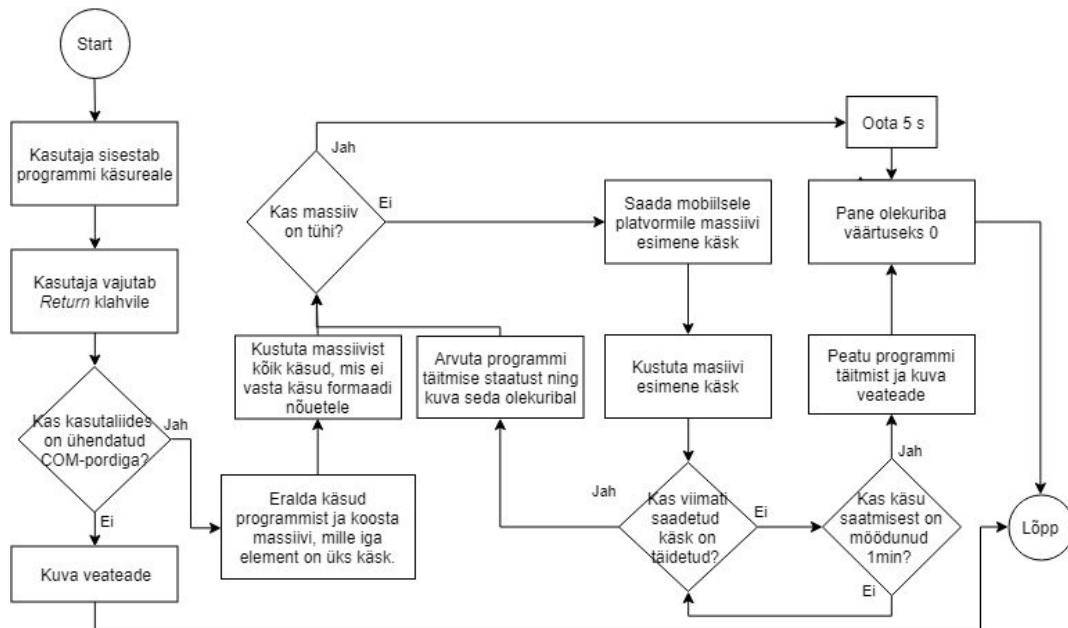 Start
Kasutaja sisestab
programmi käsureale
Kasutaja vajutab
Return klahvile
Kas kasutaliides
on ühendatud
COM-pordiga?
Jah
Ei
Kuva veateade
Eralda käsud
programmist ja koosta
massiivi, mille iga
element on üks käsk.
Kustuta massiivist
kõik käsud, mis ei
vasta käsu formaadi
nõuetele
Kas massiiv
on tühi?
Jah
Ei
Oota 5 s
Saada mobiilsele
platvormile massiivi
esimene käsk
Kustuta masiivi
esimene käsk
Kas viimati
saadetud
käsk on
täidetud?
Jah
Ei
Arvuta programmi
täitmise staatust ning
kuva seda olekuribal
Kas käsu
saatmisest on
möödunud
1min?
Jah
Ei
Peatu programmi
täitmist ja kuva
veateade
Pane olekuriba
väärtuseks 0
Lõpp